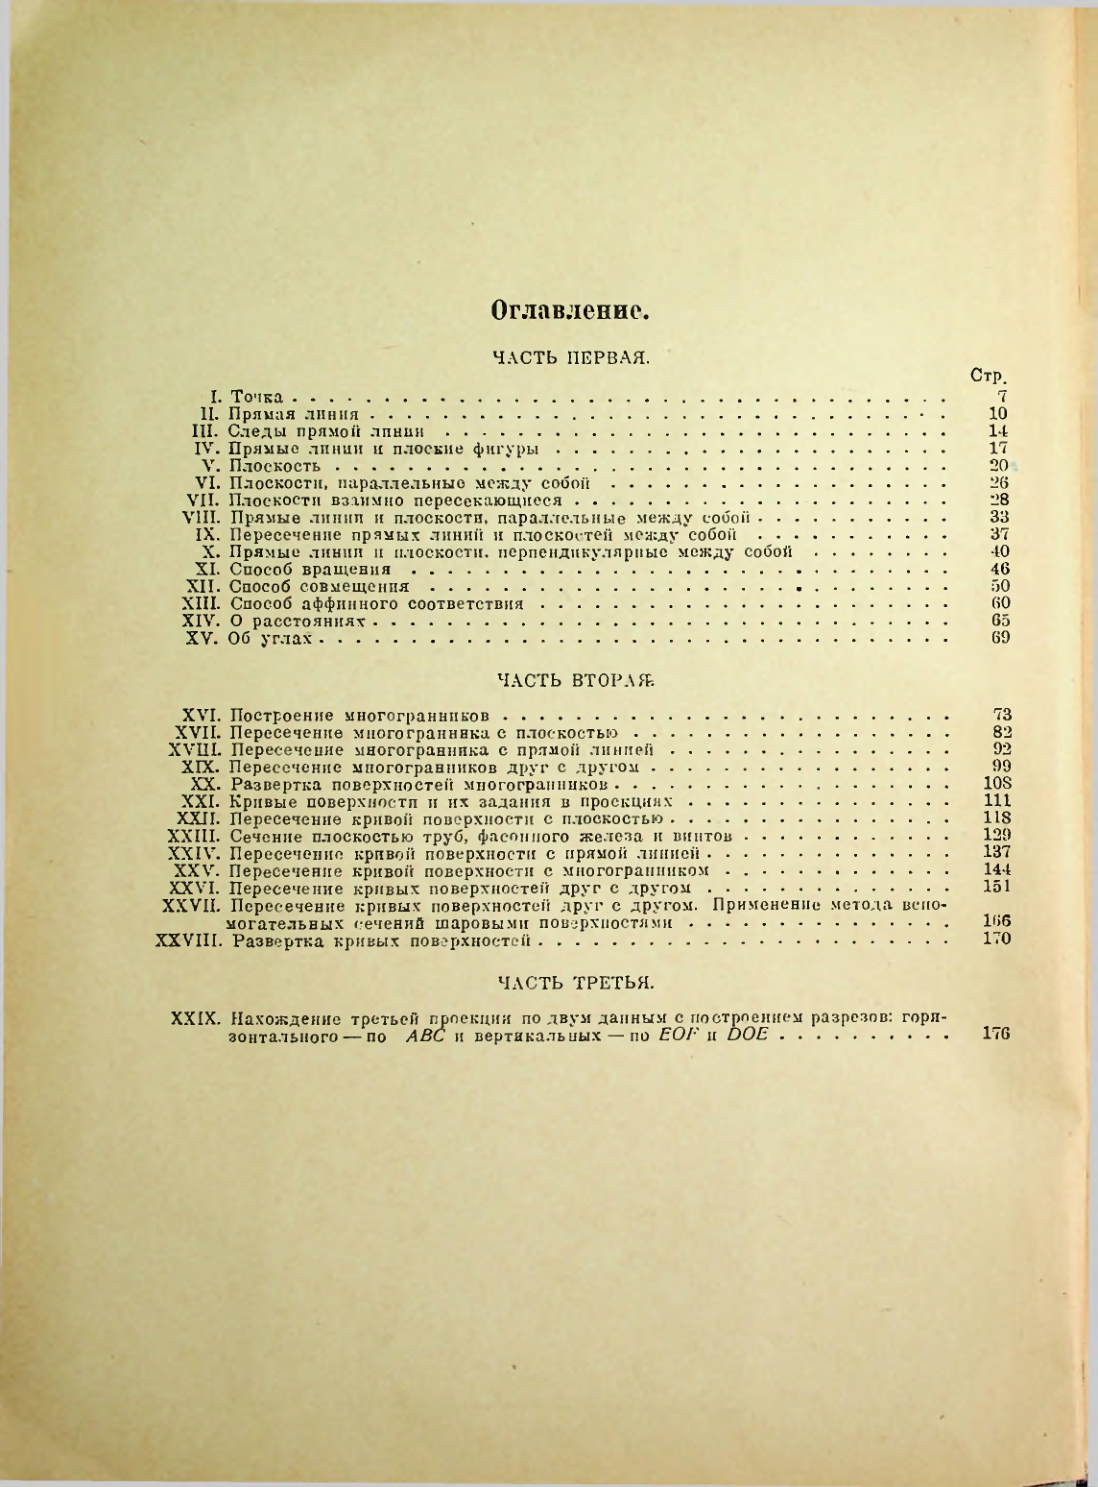 Оглавление.
ЧАСТЬ ПЕРВАЯ.
Стр.
I. Точка . . . . . . . . . . 7
II. Прямая линия . . . . . . . . . . 10
III. Следы прямой линии . . . . . . . . . . 14
IV. Прямые линии и плоские фигуры . . . . . . . . . . 17
V. Плоскость . . . . . . . . . . 20
VI. Плоскости, параллельные между собой . . . . . . . . . . 26
VII. Плоскости взаимно пересекающиеся . . . . . . . . . . 28
VIII. Прямые линии и плоскости, параллельные между собой . . . . . . . . . . 33
IX. Пересечение прямых линий и плоскостей между собой . . . . . . . . . . 37
X. Прямые линии и плоскости. перпендикулярные между собой . . . . . . . . 40
XI. Способ вращения . . . . . . . . . . 46
XII. Способ совмещения . . . . . . . . . . 50
XIII. Способ аффинного соответствия . . . . . . . . . . 60
XIV. О расстояниях . . . . . . . . . . 65
XV. Об углах . . . . . . . . . . 69
ЧАСТЬ ВТОРАЯ.
XVI. Построение многогранников . . . . . . . . . . 73
XVII. Пересечение многогранника с плоскостью . . . . . . . . . . 82
XVIII. Пересечение многогранника с прямой линией . . . . . . . . . . 92
XIX. Пересечение многогранников друг с другом . . . . . . . . . . 99
XX. Развертка поверхностей многогранников . . . . . . . . . . 108
XXI. Кривые поверхности и их задания в проекциях . . . . . . . . . . 111
XXII. Пересечение кривой поверхности с плоскостью . . . . . . . . . . 118
XXIII. Сечение плоскостью труб, фасонного железа и винтов . . . . . . . . . . 129
XXIV. Пересечение кривой поверхности с прямой линией . . . . . . . . . . 137
XXV. Пересечение кривой поверхности с многогранником . . . . . . . . . . 144
XXVI. Пересечение кривых поверхностей друг с другом . . . . . . . . . . 151
XXVII. Пересечение кривых поверхностей друг с другом. Применение метода вспо-
могательных сечений шаровыми поверхностями . . . . . . . . . . 166
XXVIII. Развертка кривых поверхностей . . . . . . . . . . 170
ЧАСТЬ ТРЕТЬЯ.
XXIX. Нахождение третьей проекции по двум данным с построением разрезов: гори-
зонтального — по ABC и вертикальных — по EOF и DOE . . . . . . . . . . 176